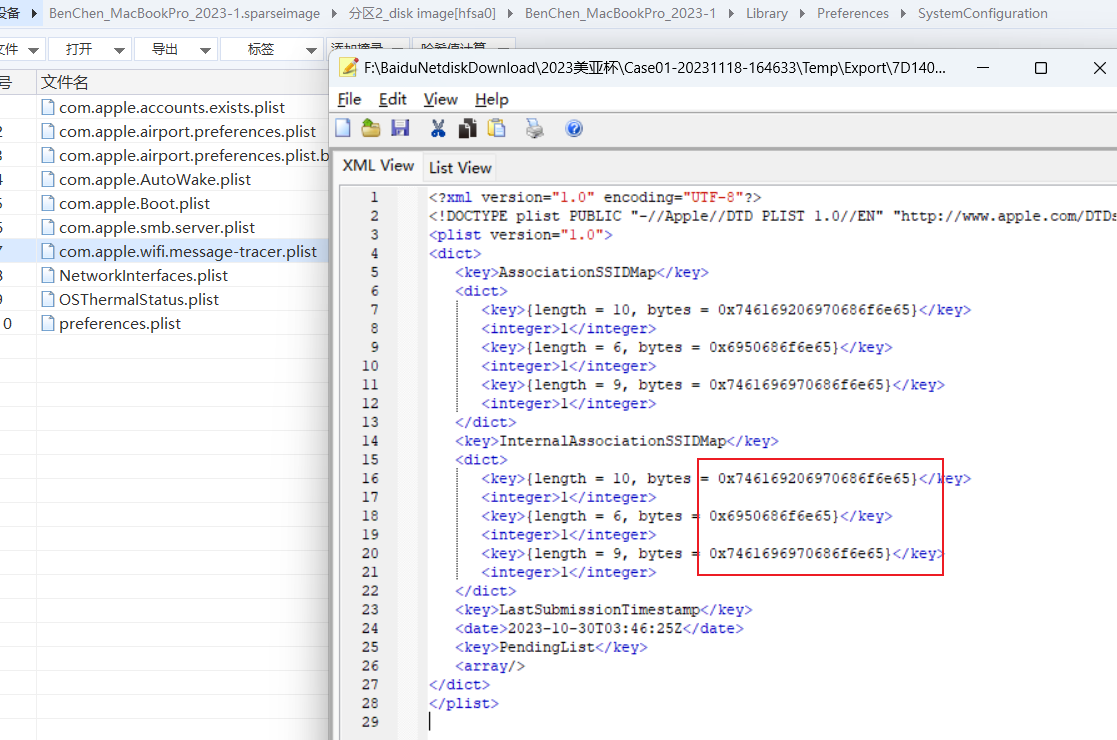 设备 BenChen_MacBookPro_2023-1.sparseimage 分区2_disk image[hfsa0] BenChen_MacBookPro_2023-1 Library Preferences SystemConfiguration
文件 打开 导出 标签 添加摘录 哈希值计算
号 文件名
com.apple.accounts.exists.plist
2 com.apple.airport.preferences.plist
3 com.apple.airport.preferences.plist.b
4 com.apple.AutoWake.plist
5 com.apple.Boot.plist
6 com.apple.smb.server.plist
7 com.apple.wifi.message-tracer.plist
8 NetworkInterfaces.plist
9 OSThermalStatus.plist
0 preferences.plist
F:\BaiduNetdiskDownload\2023美亚杯\Case01-20231118-164633\Temp\Export\7D140...
File Edit View Help
XML View List View
1 <?xml version="1.0" encoding="UTF-8"?>
2 <!DOCTYPE plist PUBLIC "-//Apple//DTD PLIST 1.0//EN" "http://www.apple.com/DTDs
3 <plist version="1.0">
4 <dict>
5 <key>AssociationSSIDMap</key>
6 <dict>
7 <key>{length = 10, bytes = 0x746169206970686f6e65}</key>
8 <integer>1</integer>
9 <key>{length = 6, bytes = 0x6950686f6e65}</key>
10 <integer>1</integer>
11 <key>{length = 9, bytes = 0x7461696970686f6e65}</key>
12 <integer>1</integer>
13 </dict>
14 <key>InternalAssociationSSIDMap</key>
15 <dict>
16 <key>{length = 10, bytes = 0x746169206970686f6e65}</key>
17 <integer>1</integer>
18 <key>{length = 6, bytes = 0x6950686f6e65}</key>
19 <integer>1</integer>
20 <key>{length = 9, bytes = 0x7461696970686f6e65}</key>
21 <integer>1</integer>
22 </dict>
23 <key>LastSubmissionTimestamp</key>
24 <date>2023-10-30T03:46:25Z</date>
25 <key>PendingList</key>
26 <array/>
27 </dict>
28 </plist>
29